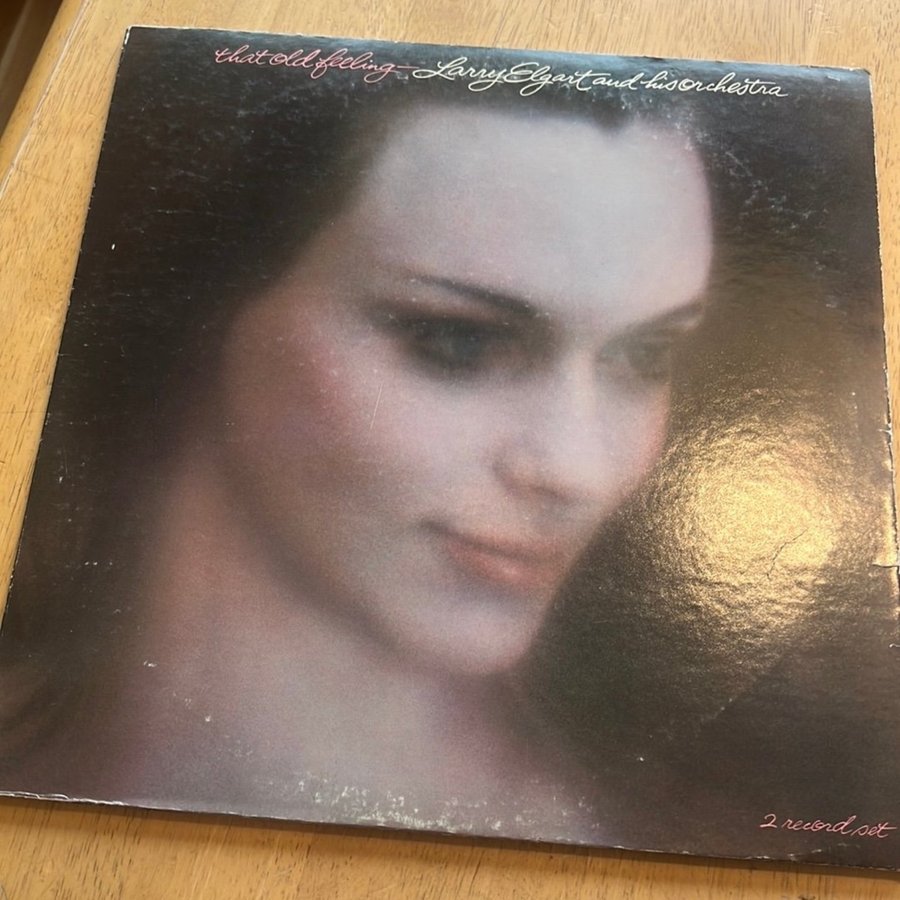 that old feeling— Larry Elgart and his orchestra
2 record set